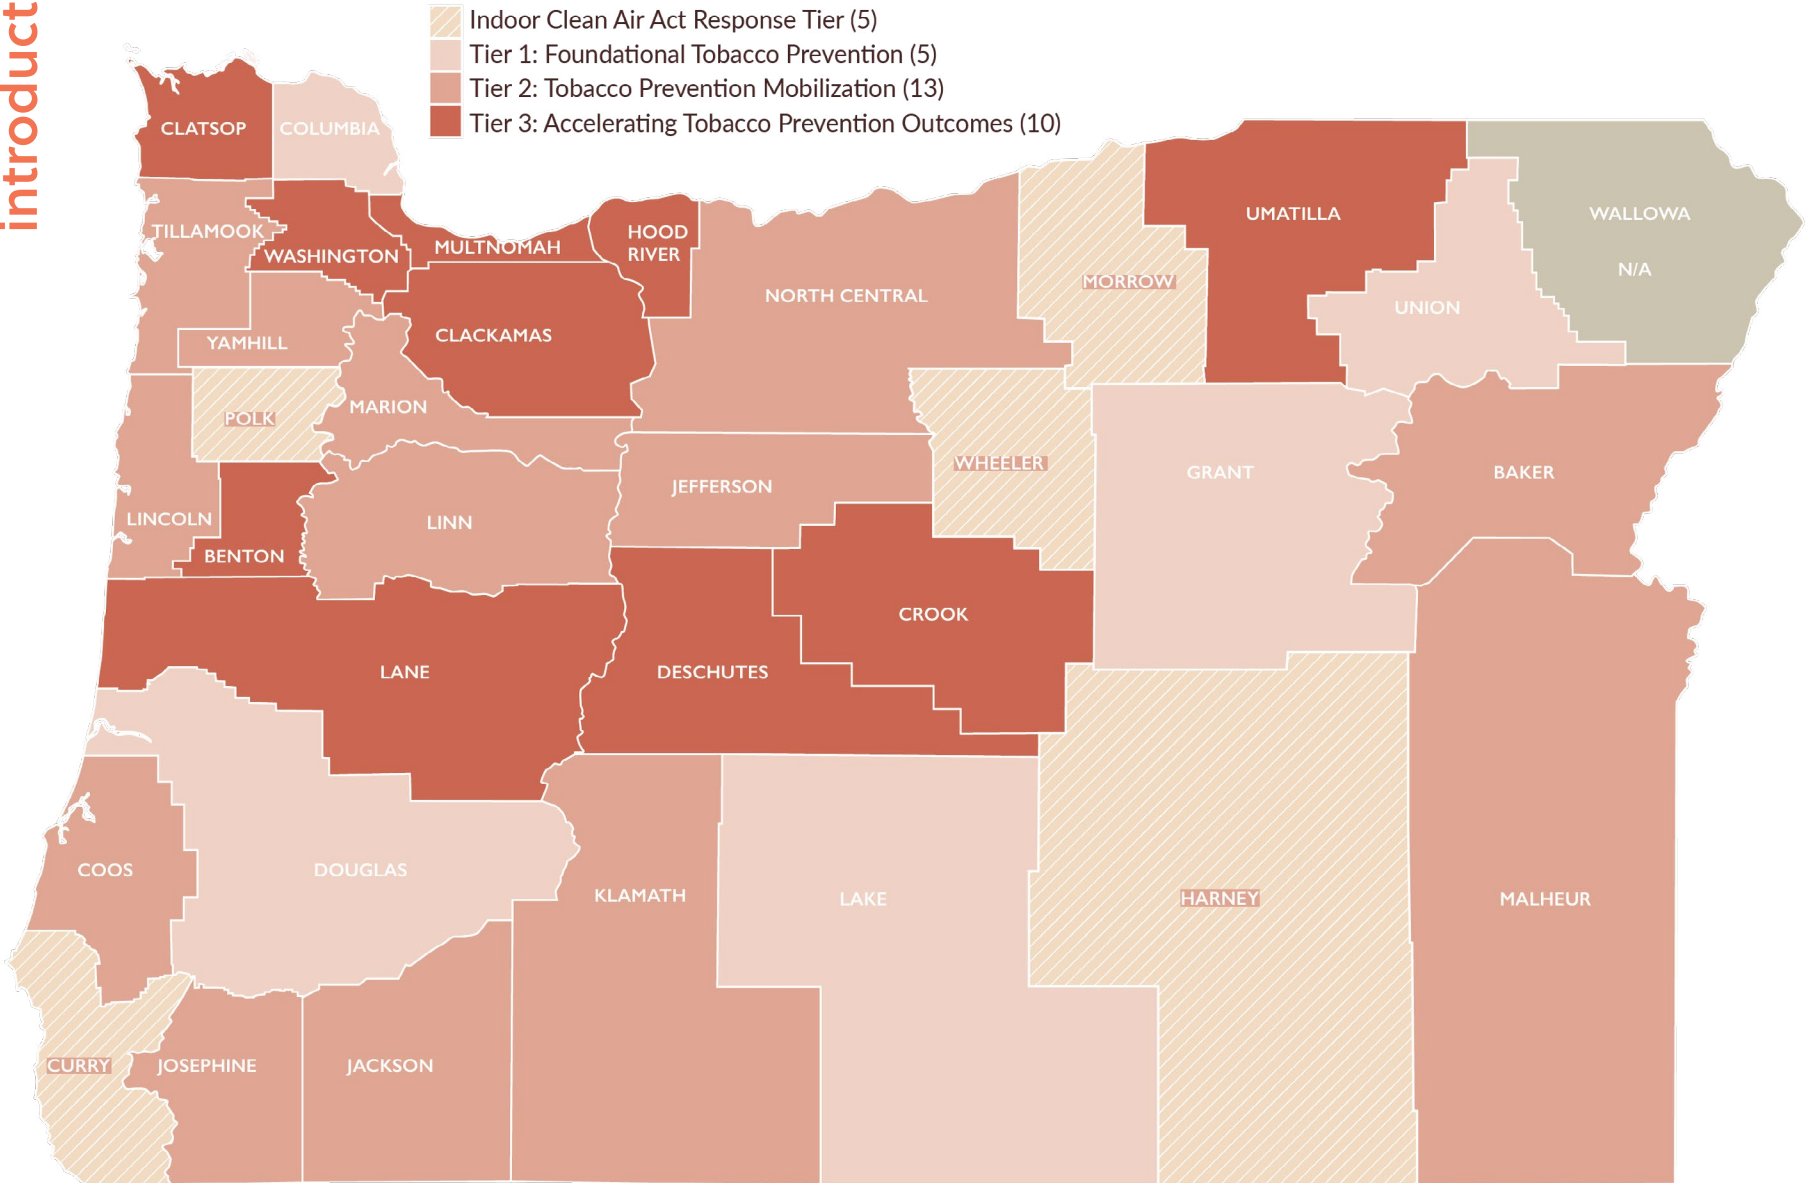 introduct
Indoor Clean Air Act Response Tier (5)
Tier 1: Foundational Tobacco Prevention (5)
Tier 2: Tobacco Prevention Mobilization (13)
Tier 3: Accelerating Tobacco Prevention Outcomes (10)
CLATSOP
COLUMBIA
TILLAMOOK
WASHINGTON
MULTNOMAH
HOOD
RIVER
UMATILLA
WALLOWA
N/A
MORROW
NORTH CENTRAL
UNION
YAMHILL
CLACKAMAS
POLK
MARION
WHEELER
GRANT
BAKER
JEFFERSON
LINCOLN
LINN
BENTON
CROOK
LANE
DESCHUTES
COOS
DOUGLAS
KLAMATH
LAKE
HARNEY
MALHEUR
CURRY
JOSEPHINE
JACKSON